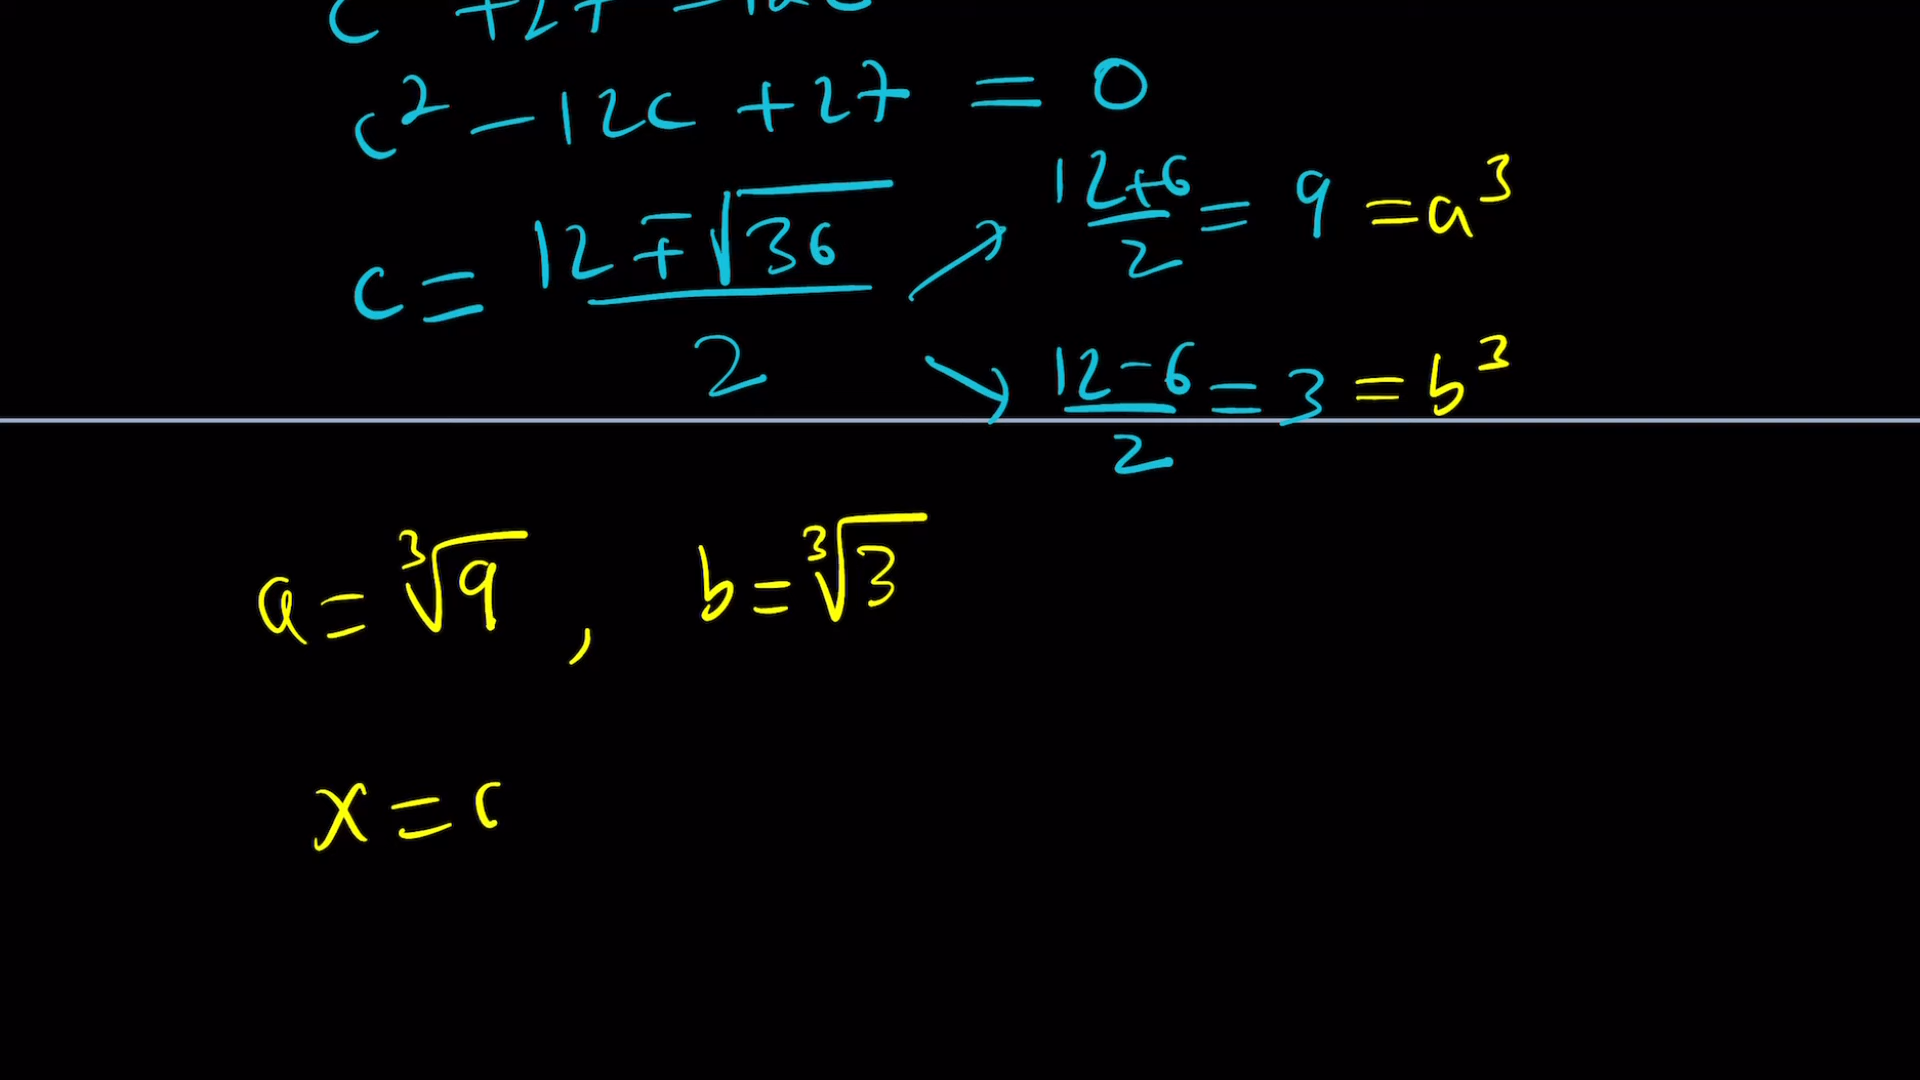 c² - 12c + 27 = 0
c = (12 ∓ √36)/2
↗ (12+6)/2 = 9 = a³
↘ (12-6)/2 = 3 = b³
a = ∛9 , b = ∛3
x =